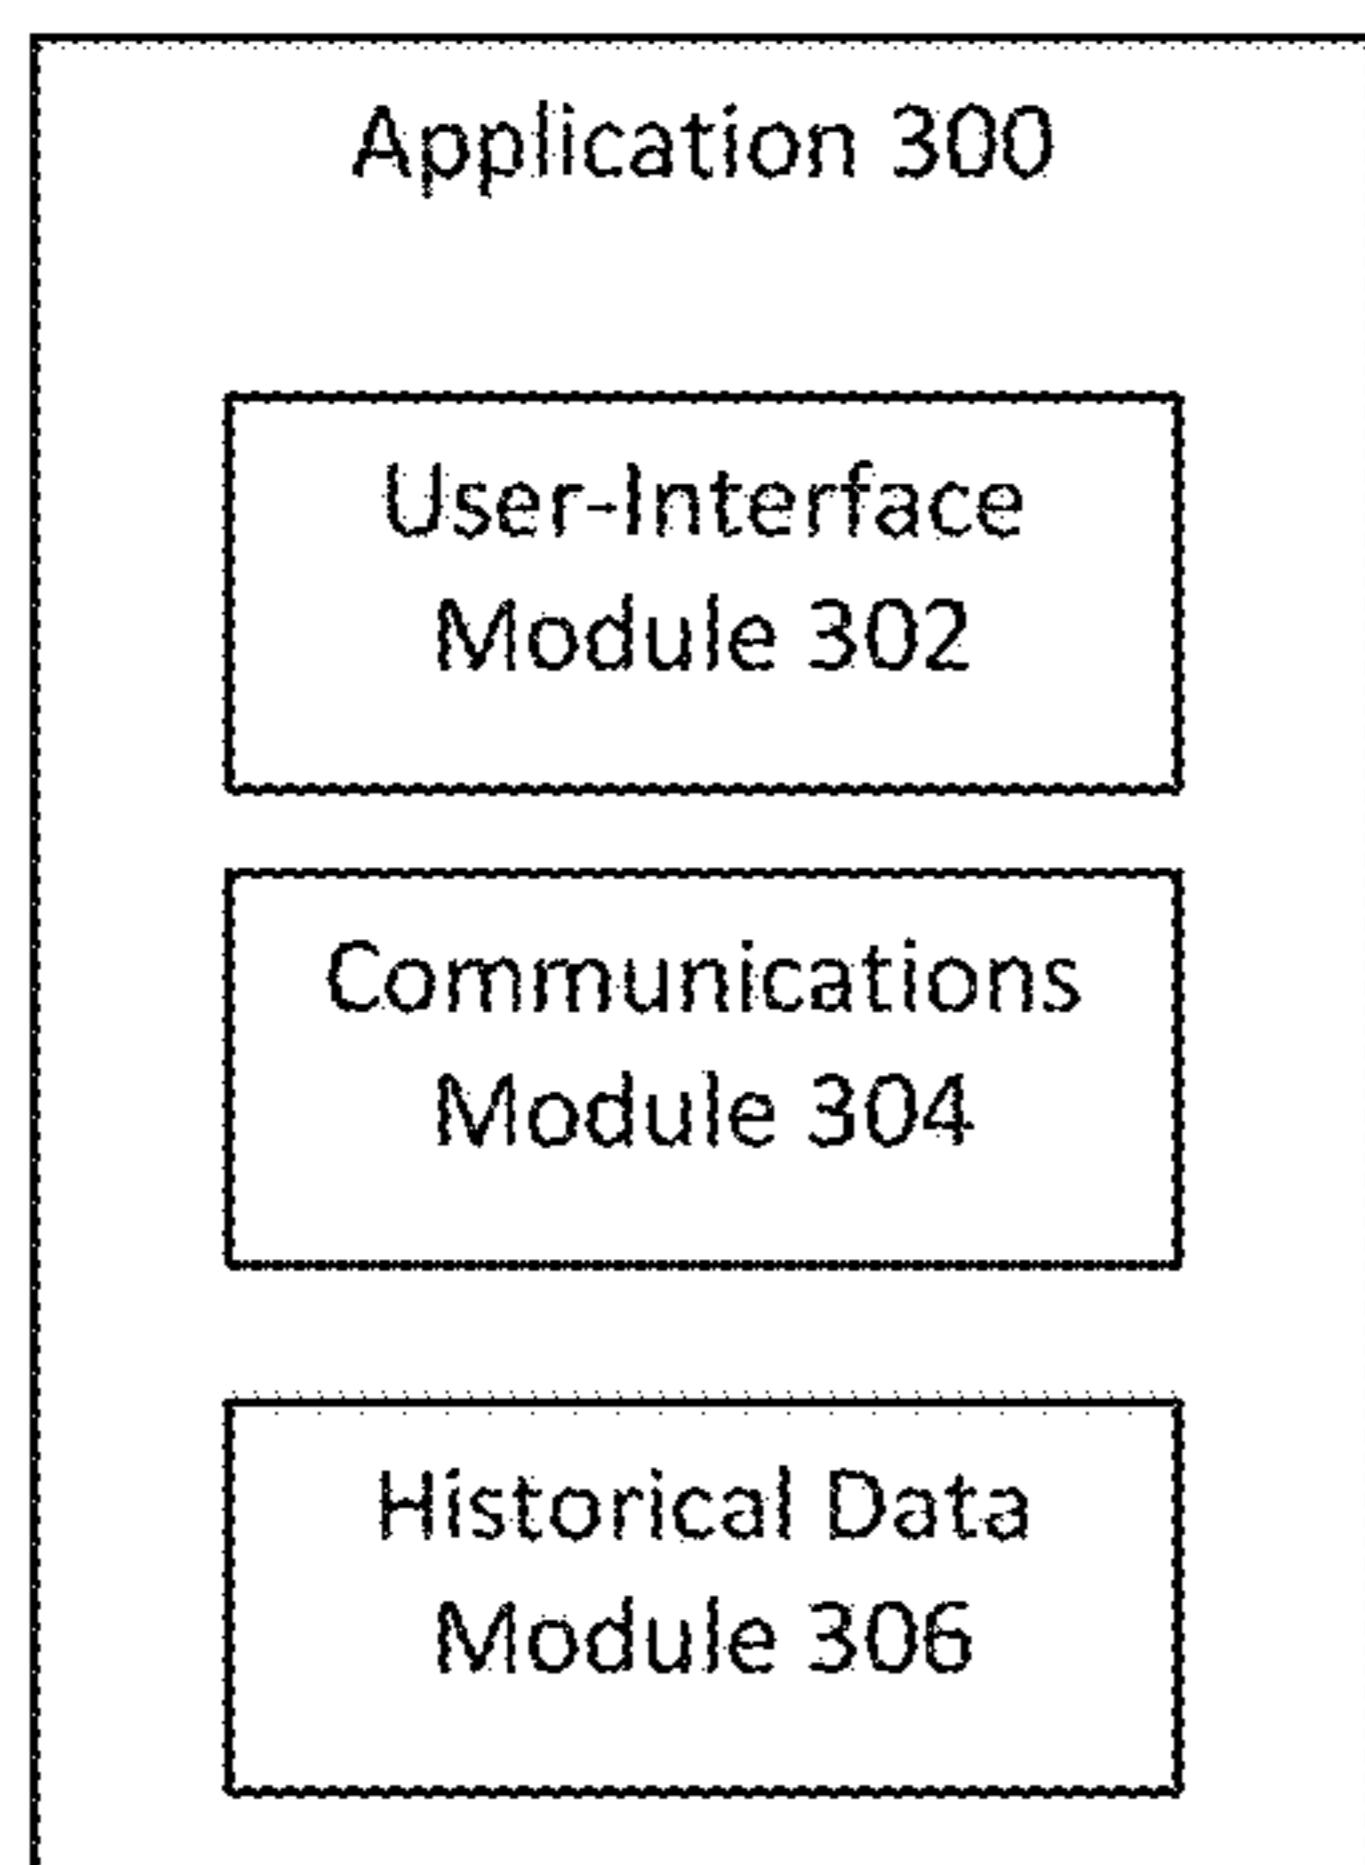 Application 300
User-Interface
Module 302
Communications
Module 304
Historical Data
Module 306